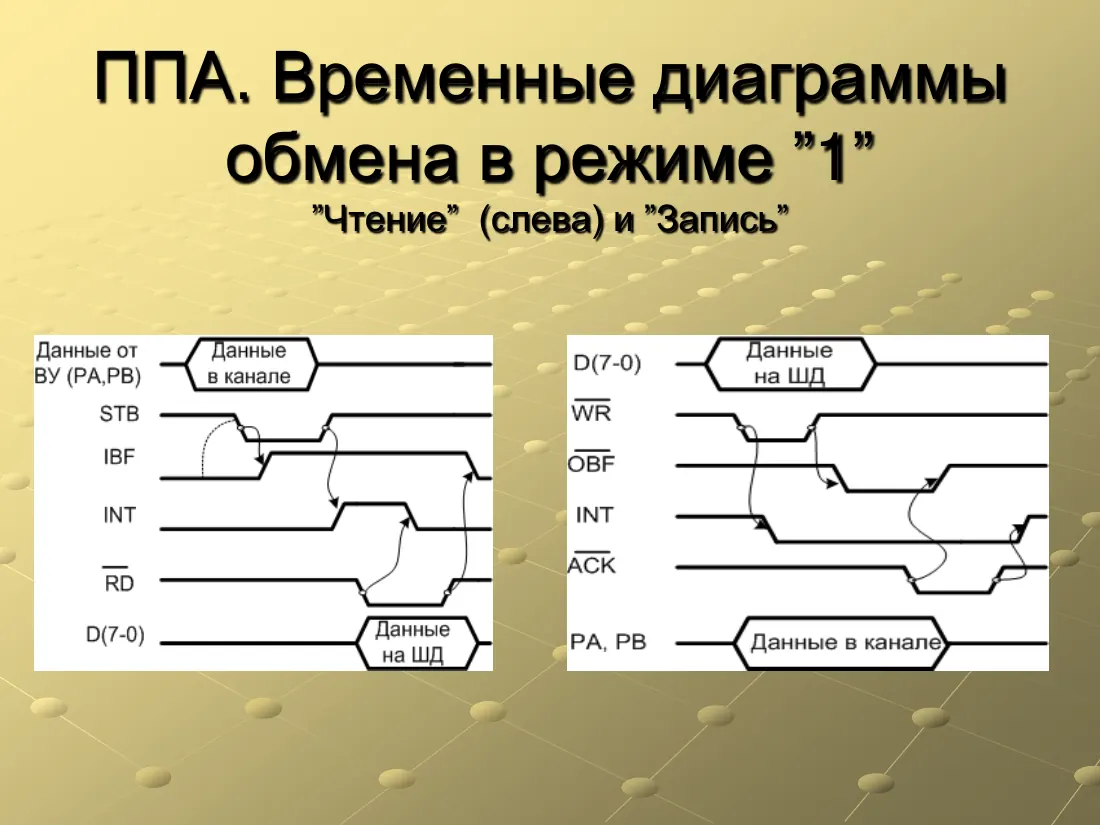 ППА. Временные диаграммы
обмена в режиме ”1”
”Чтение” (слева) и ”Запись”
Данные от
ВУ (PA,PB)
Данные
в канале
STB
IBF
INT
RD
D(7-0)
Данные
на ШД
D(7-0)
Данные
на ШД
WR
OBF
INT
ACK
PA, PB
Данные в канале